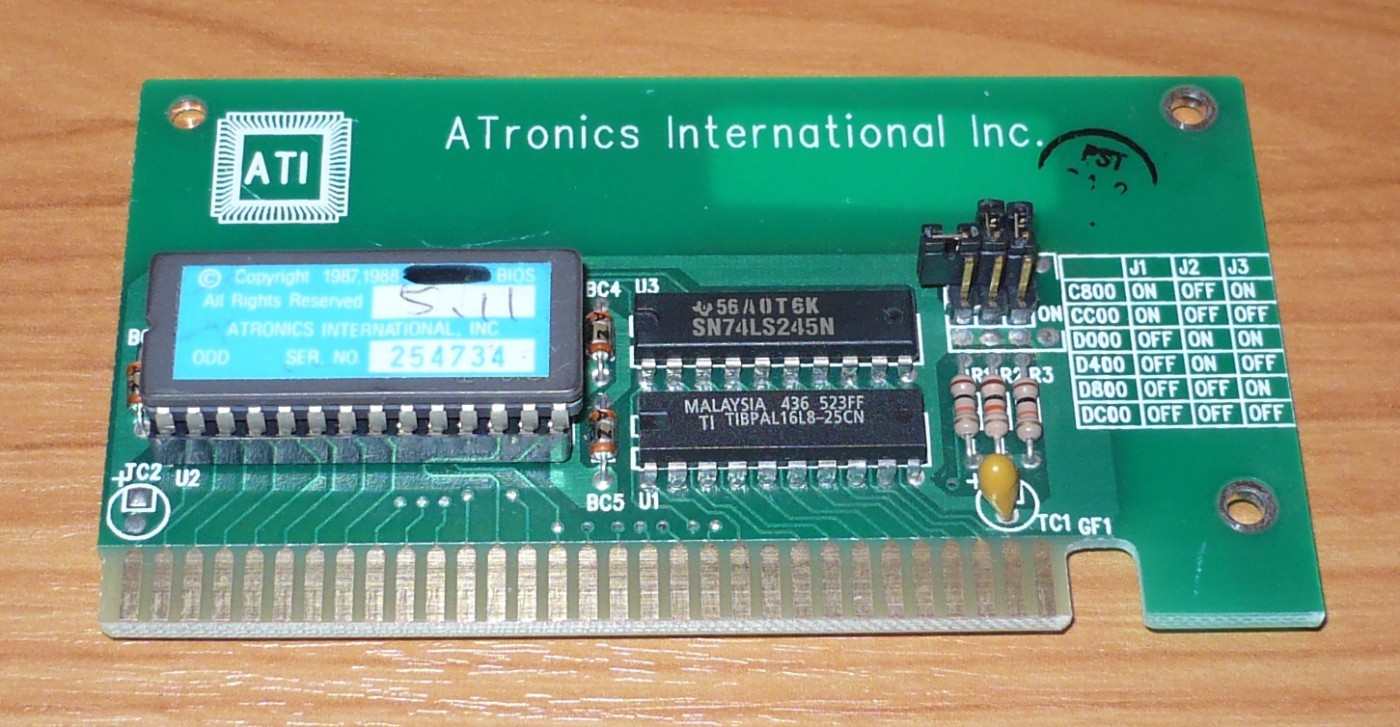 ATronics International Inc.
ATI
PST
© Copyright 1987,1988 BIOS
All Rights Reserved 5.11
ATRONICS INTERNATIONAL, INC.
ODD SER. NO. 254734
BC4 U3
56A0T6K
SN74LS245N
MALAYSIA 436 523FF
TI TIBPAL16L8-25CN
ON
R1 R2 R3
J1 J2 J3
C800 ON OFF ON
CC00 ON OFF OFF
D000 OFF ON ON
D400 OFF ON OFF
D800 OFF OFF ON
DC00 OFF OFF OFF
+ TC2 U2
BC5 U1
+ TC1 GF1